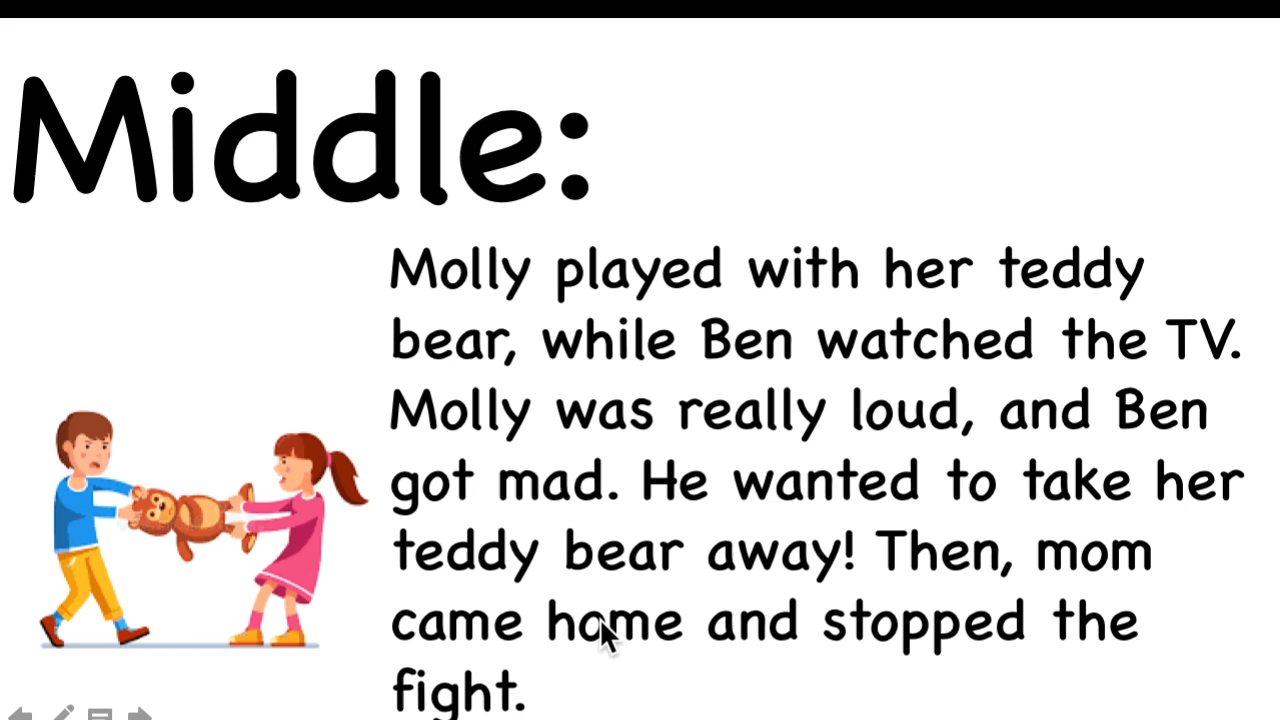 Middle:
Molly played with her teddy
bear, while Ben watched the TV.
Molly was really loud, and Ben
got mad. He wanted to take her
teddy bear away! Then, mom
came home and stopped the
fight.